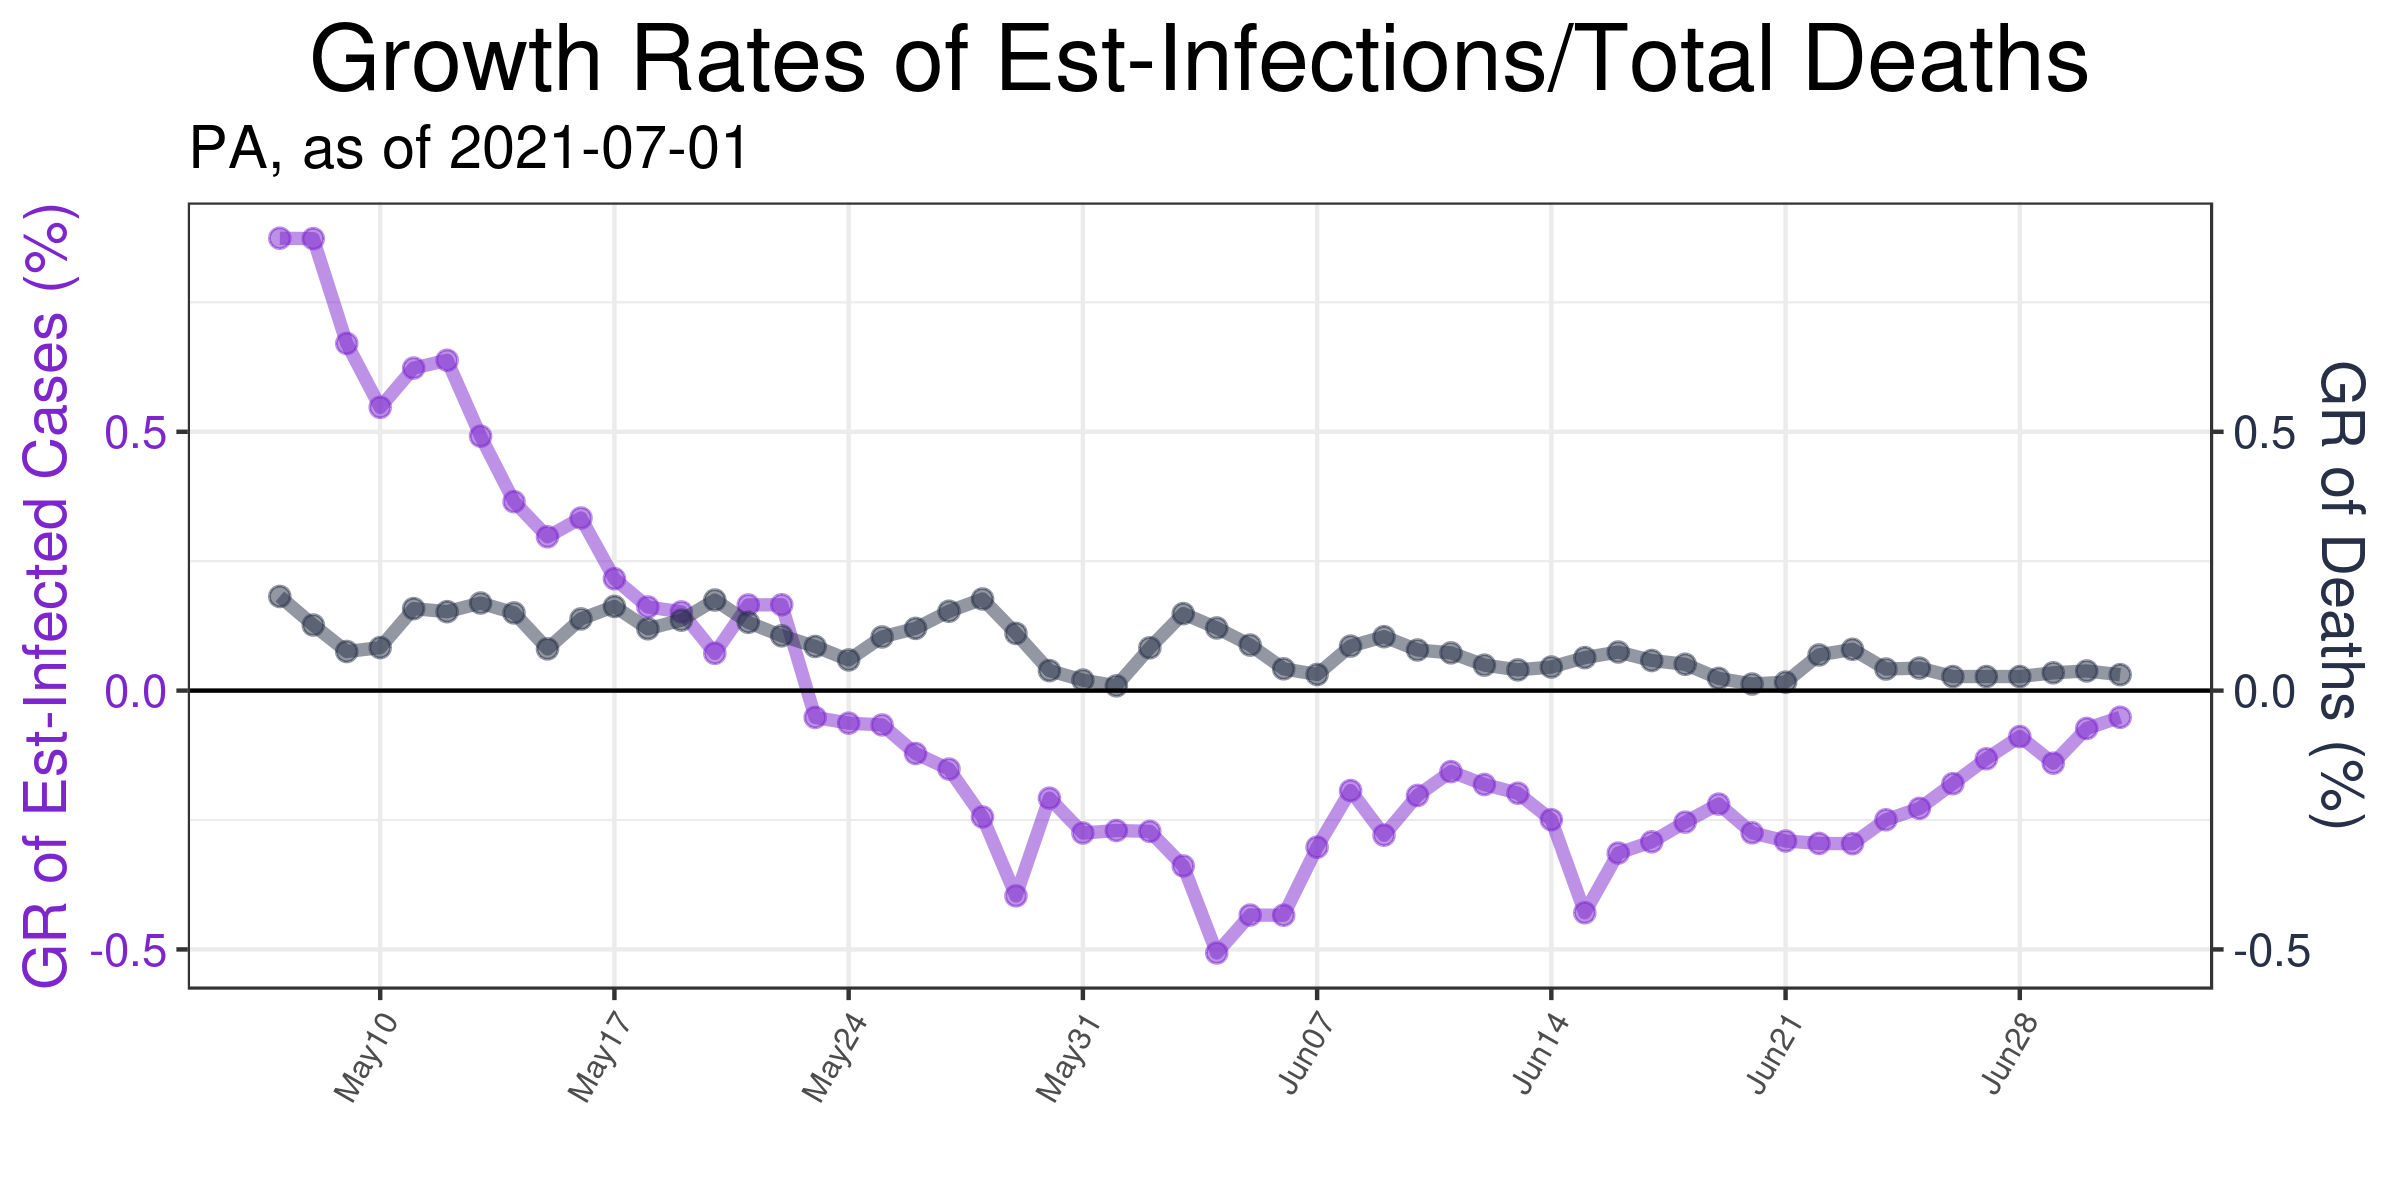 Growth Rates of Est-Infections/Total Deaths
PA, as of 2021-07-01
GR of Est-Infected Cases (%)
0.5
0.0
-0.5
0.5
0.0
-0.5
GR of Deaths (%)
May10
May17
May24
May31
Jun07
Jun14
Jun21
Jun28